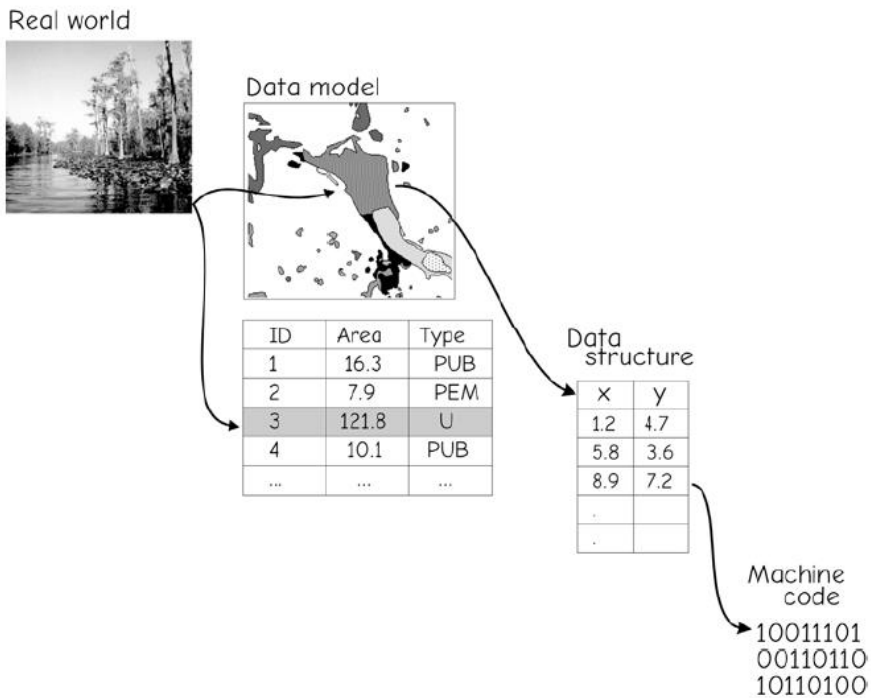 Real world
Data model
ID Area Type
1 16.3 PUB
2 7.9 PEM
3 121.8 U
4 10.1 PUB
... ... ...
Data
structure
x y
1.2 4.7
5.8 3.6
8.9 7.2
.
.
Machine
code
10011101
00110110
10110100